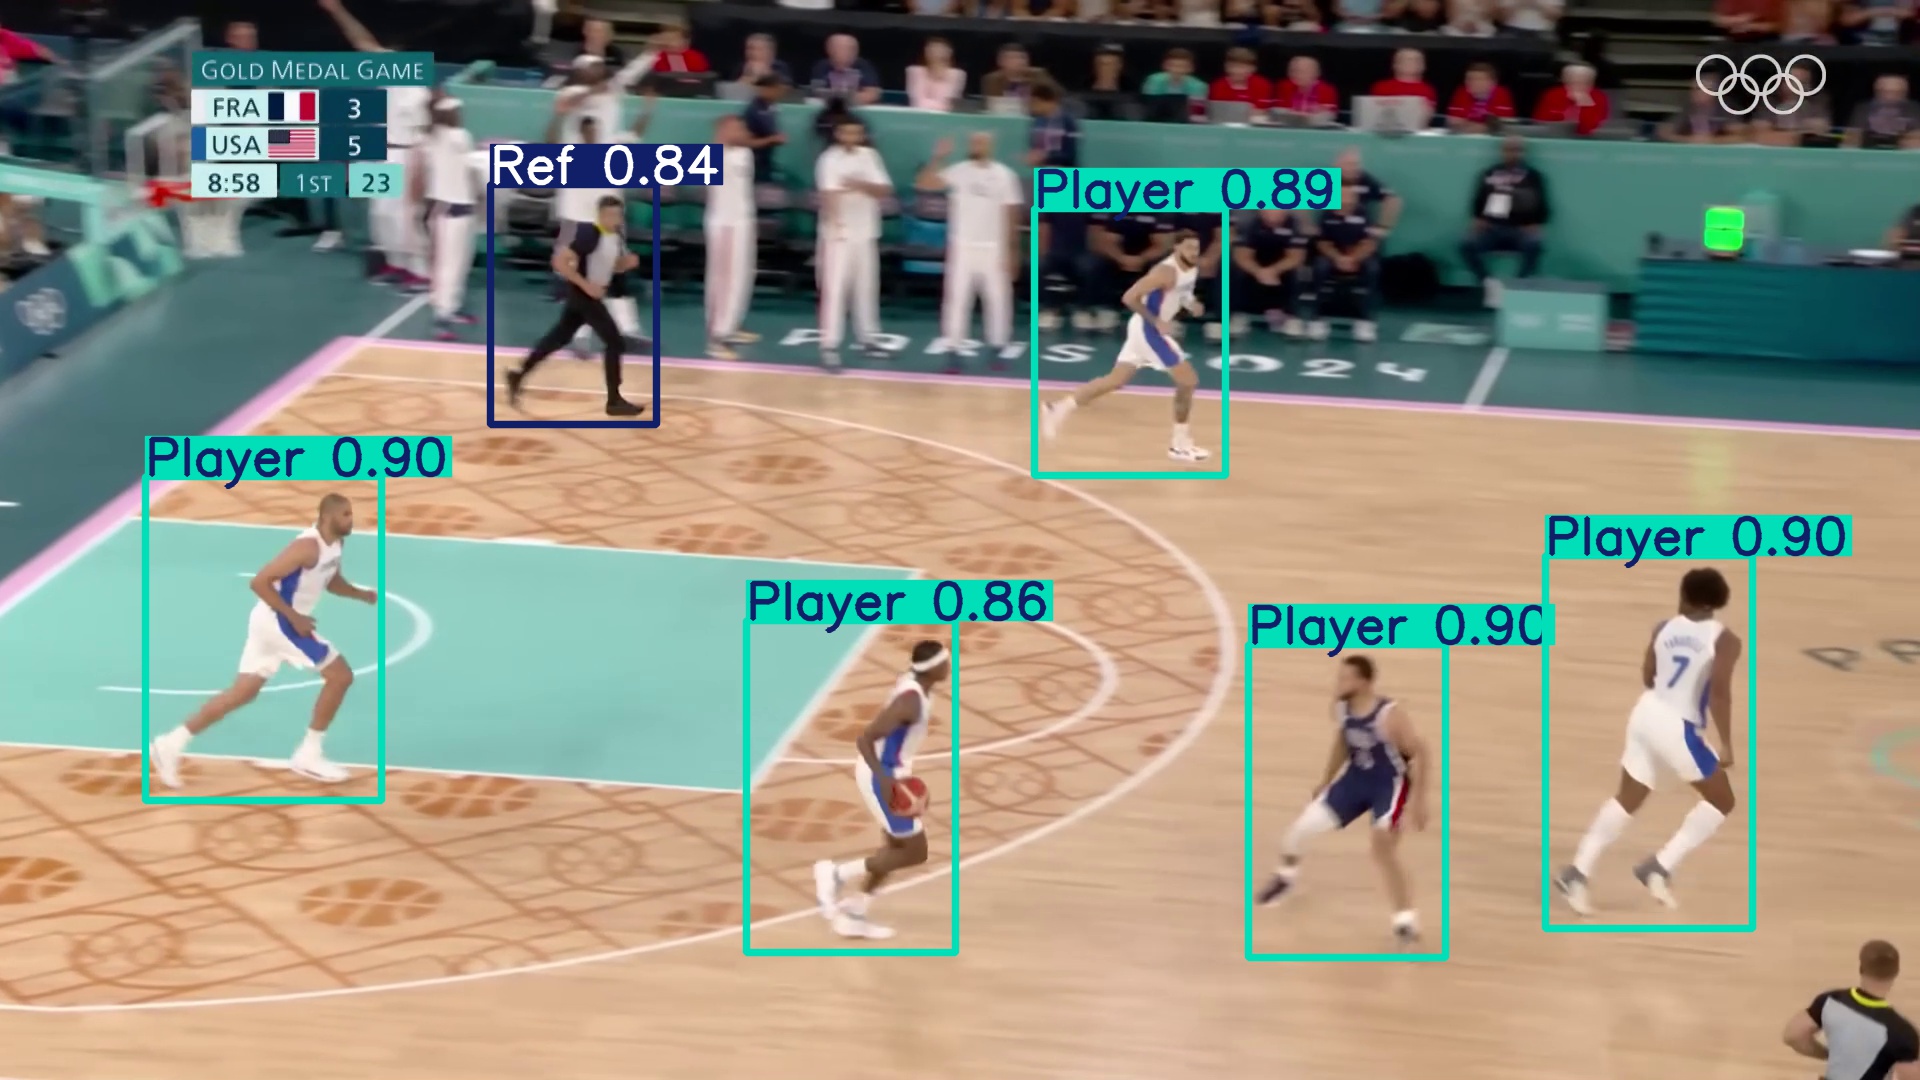 GOLD MEDAL GAME
FRA 3
USA 5
8:58 1ST 23
Ref 0.84
Player 0.89
PARIS 2024
Player 0.90
Player 0.90
Player 0.86
Player 0.90
7